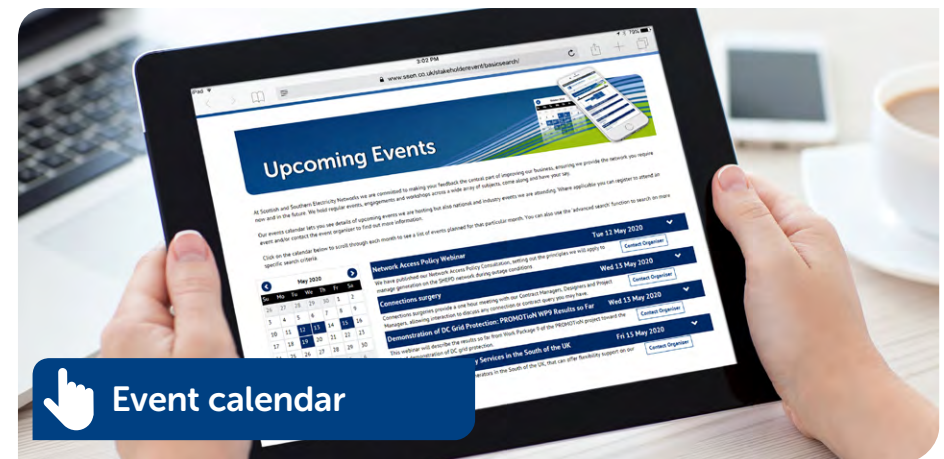 iPad
3:02 PM
75%
www.ssen.co.uk/stakeholderevent/basinsearch/
Upcoming Events
At Scottish and Southern Electricity Networks we are committed to making your feedback the central part of improving our business, ensuring we provide the network you require
now and in the future. We hold regular events, engagements and workshops across a wide array of subjects, come along and have your say.
Our events calendar lets you see details of upcoming events we are hosting but also national and industry events we are attending. Where applicable you can register to attend an
event and/or contact the event organizer to find out more information.
Click on the calendar below to scroll through each month to see a list of events planned for that particular month. You can also use the 'advanced search' function to search on more
specific search criteria.
May 2020
Su Mo Tu We Th Fr Sa
26 27 28 29 30 1 2
3 4 5 6 7 8 9
10 11 12 13 14 15 16
19 20 21 22 23
26 27 28 29 30
Network Access Policy Webinar Tue 12 May 2020
We have published our Network Access Policy Consultation, setting out the principles we will apply to
manage generation on the SHEPD network during outage conditions
Contact Organiser
Connections surgery Wed 13 May 2020
Connections surgeries provide a one hour meeting with our Contract Managers, Designers and Project
Managers, allowing interaction to discuss any connection or contract query you may have.
Contact Organiser
Demonstration of DC Grid Protection: PROMOTioN WP9 Results so Far Wed 13 May 2020
This webinar will describe the results so far from Work Package 9 of the PROMOTioN project toward the
demonstration of DC grid protection.
Contact Organiser
Services in the South of the UK Fri 15 May 2020
in the South of the UK, that can offer flexibility support on our
Contact Organiser
Event calendar